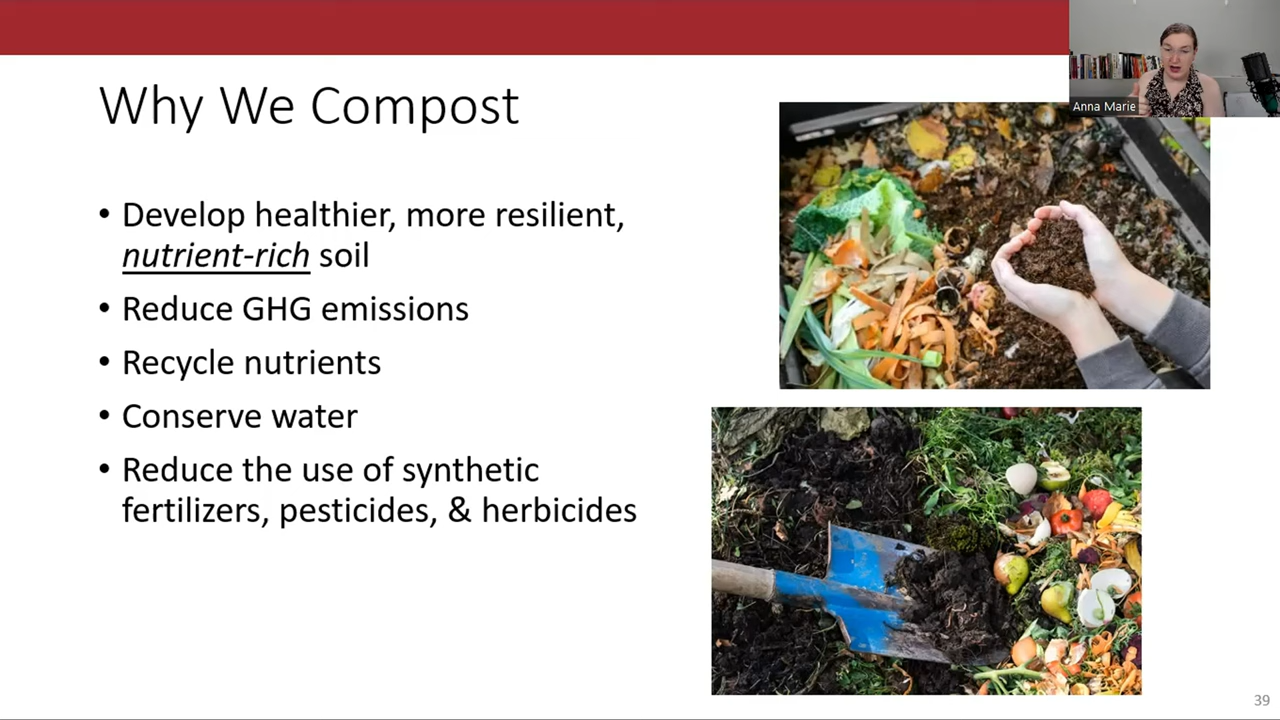 Anna Marie
Why We Compost
• Develop healthier, more resilient,
nutrient-rich soil
• Reduce GHG emissions
• Recycle nutrients
• Conserve water
• Reduce the use of synthetic
fertilizers, pesticides, & herbicides
39